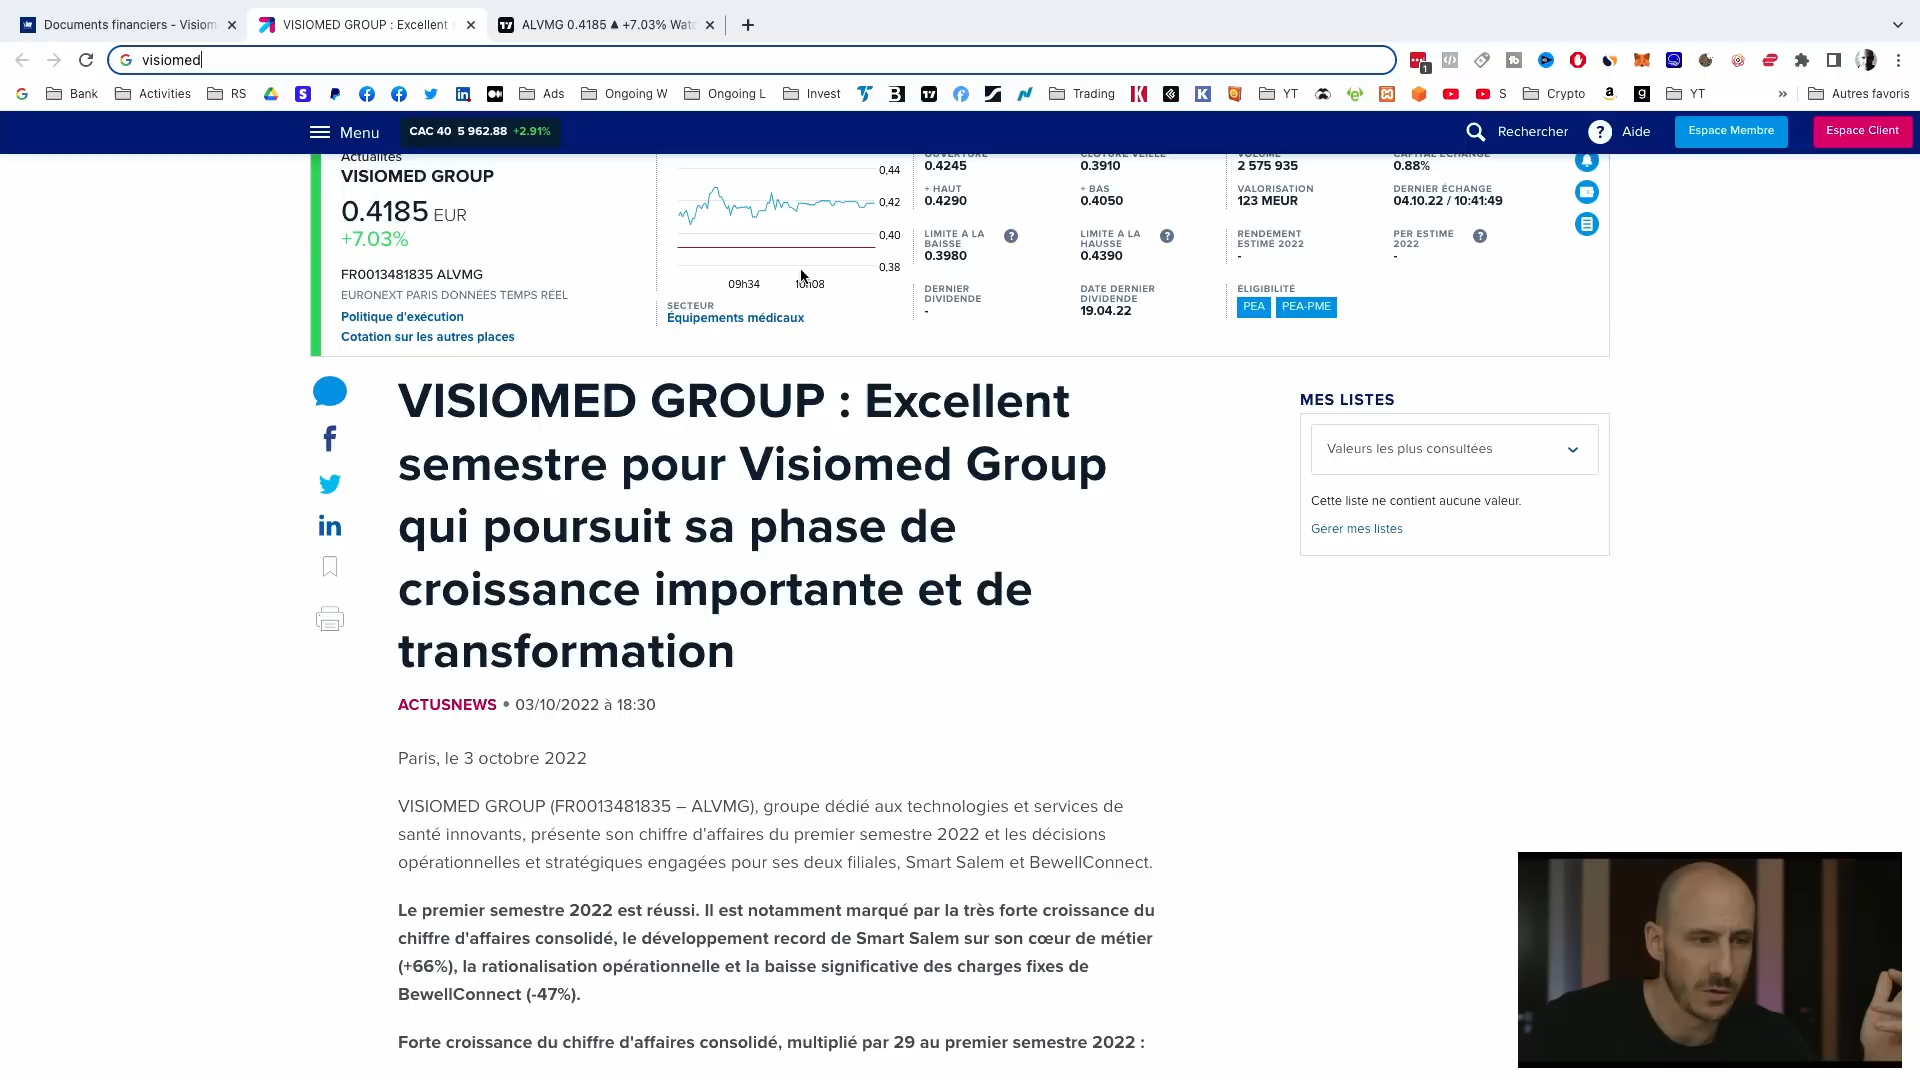 Documents financiers - Visiom
VISIOMED GROUP : Excellent
ALVMG 0.4185 ▲ +7.03% Wat
visiomed
1
Bank
Activities
RS
Ads
Ongoing W
Ongoing L
Invest
Trading
YT
S
Crypto
YT
»
Autres favoris
Menu
CAC 40 5 962.88 +2.91%
Rechercher
? Aide
Espace Membre
Espace Client
Actualités
VISIOMED GROUP
0.4185 EUR
+7.03%
FR0013481835 ALVMG
EURONEXT PARIS DONNÉES TEMPS RÉEL
Politique d'exécution
Cotation sur les autres places
0,44
0,42
0,40
0,38
09h34
10h08
SECTEUR
Équipements médicaux
OUVERTURE
0.4245
CLÔTURE VEILLE
0.3910
VOLUME
2 575 935
CAPITAL ÉCHANGÉ
0.88%
+ HAUT
0.4290
+ BAS
0.4050
VALORISATION
123 MEUR
DERNIER ÉCHANGE
04.10.22 / 10:41:49
LIMITE À LA
BAISSE
0.3980
LIMITE À LA
HAUSSE
0.4390
RENDEMENT
ESTIMÉ 2022
-
PER ESTIMÉ
2022
-
DERNIER
DIVIDENDE
-
DATE DERNIER
DIVIDENDE
19.04.22
ÉLIGIBILITÉ
PEA
PEA-PME
VISIOMED GROUP : Excellent
semestre pour Visiomed Group
qui poursuit sa phase de
croissance importante et de
transformation
ACTUSNEWS • 03/10/2022 à 18:30
Paris, le 3 octobre 2022
VISIOMED GROUP (FR0013481835 – ALVMG), groupe dédié aux technologies et services de
santé innovants, présente son chiffre d'affaires du premier semestre 2022 et les décisions
opérationnelles et stratégiques engagées pour ses deux filiales, Smart Salem et BewellConnect.
Le premier semestre 2022 est réussi. Il est notamment marqué par la très forte croissance du
chiffre d'affaires consolidé, le développement record de Smart Salem sur son cœur de métier
(+66%), la rationalisation opérationnelle et la baisse significative des charges fixes de
BewellConnect (-47%).
Forte croissance du chiffre d'affaires consolidé, multiplié par 29 au premier semestre 2022 :
MES LISTES
Valeurs les plus consultées
Cette liste ne contient aucune valeur.
Gérer mes listes